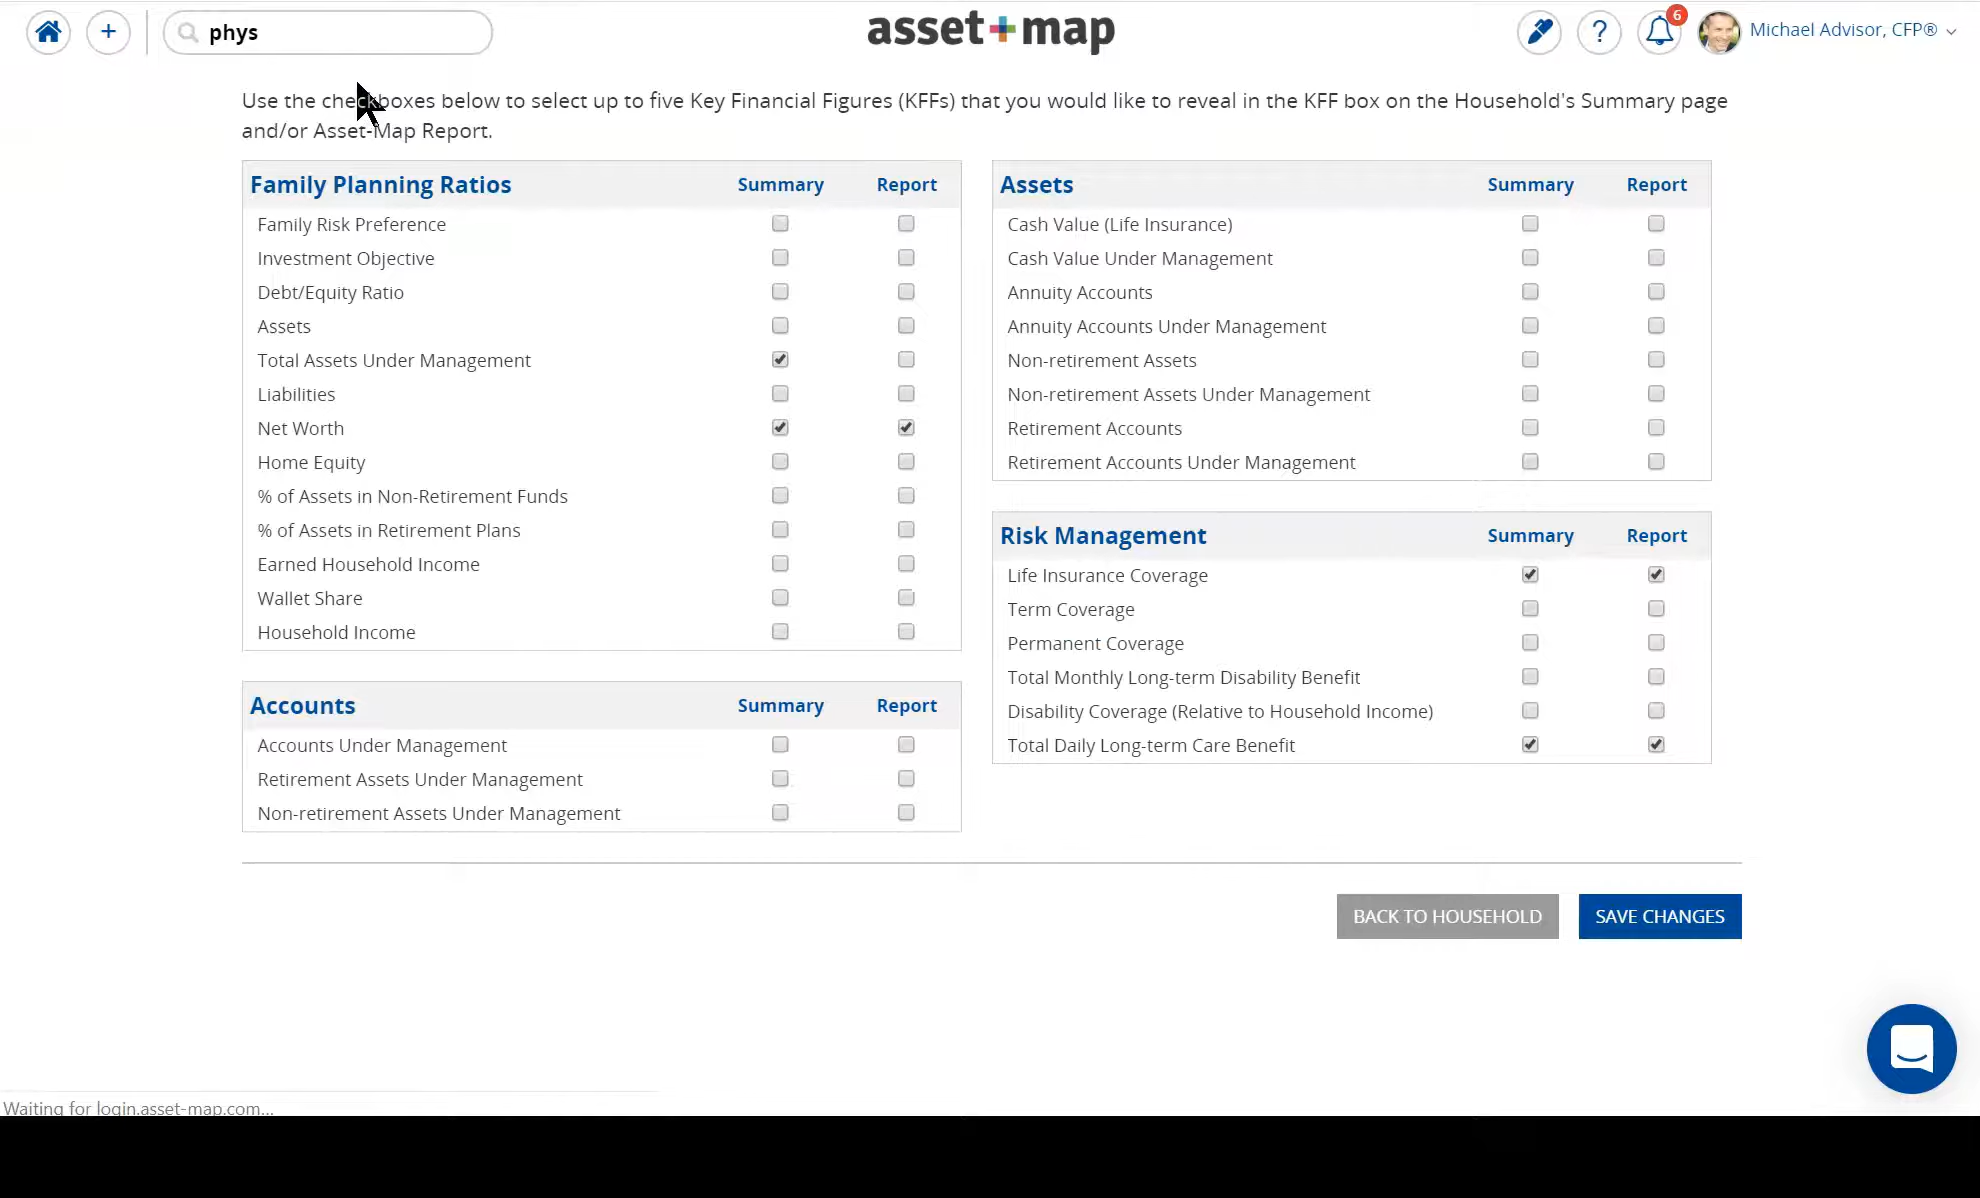 phys
asset+map
6
Michael Advisor, CFP®
Use the checkboxes below to select up to five Key Financial Figures (KFFs) that you would like to reveal in the KFF box on the Household's Summary page
and/or Asset-Map Report.
Family Planning Ratios Summary Report
Family Risk Preference
Investment Objective
Debt/Equity Ratio
Assets
Total Assets Under Management
Liabilities
Net Worth
Home Equity
% of Assets in Non-Retirement Funds
% of Assets in Retirement Plans
Earned Household Income
Wallet Share
Household Income
Accounts Summary Report
Accounts Under Management
Retirement Assets Under Management
Non-retirement Assets Under Management
Assets Summary Report
Cash Value (Life Insurance)
Cash Value Under Management
Annuity Accounts
Annuity Accounts Under Management
Non-retirement Assets
Non-retirement Assets Under Management
Retirement Accounts
Retirement Accounts Under Management
Risk Management Summary Report
Life Insurance Coverage
Term Coverage
Permanent Coverage
Total Monthly Long-term Disability Benefit
Disability Coverage (Relative to Household Income)
Total Daily Long-term Care Benefit
BACK TO HOUSEHOLD
SAVE CHANGES
Waiting for login.asset-map.com...